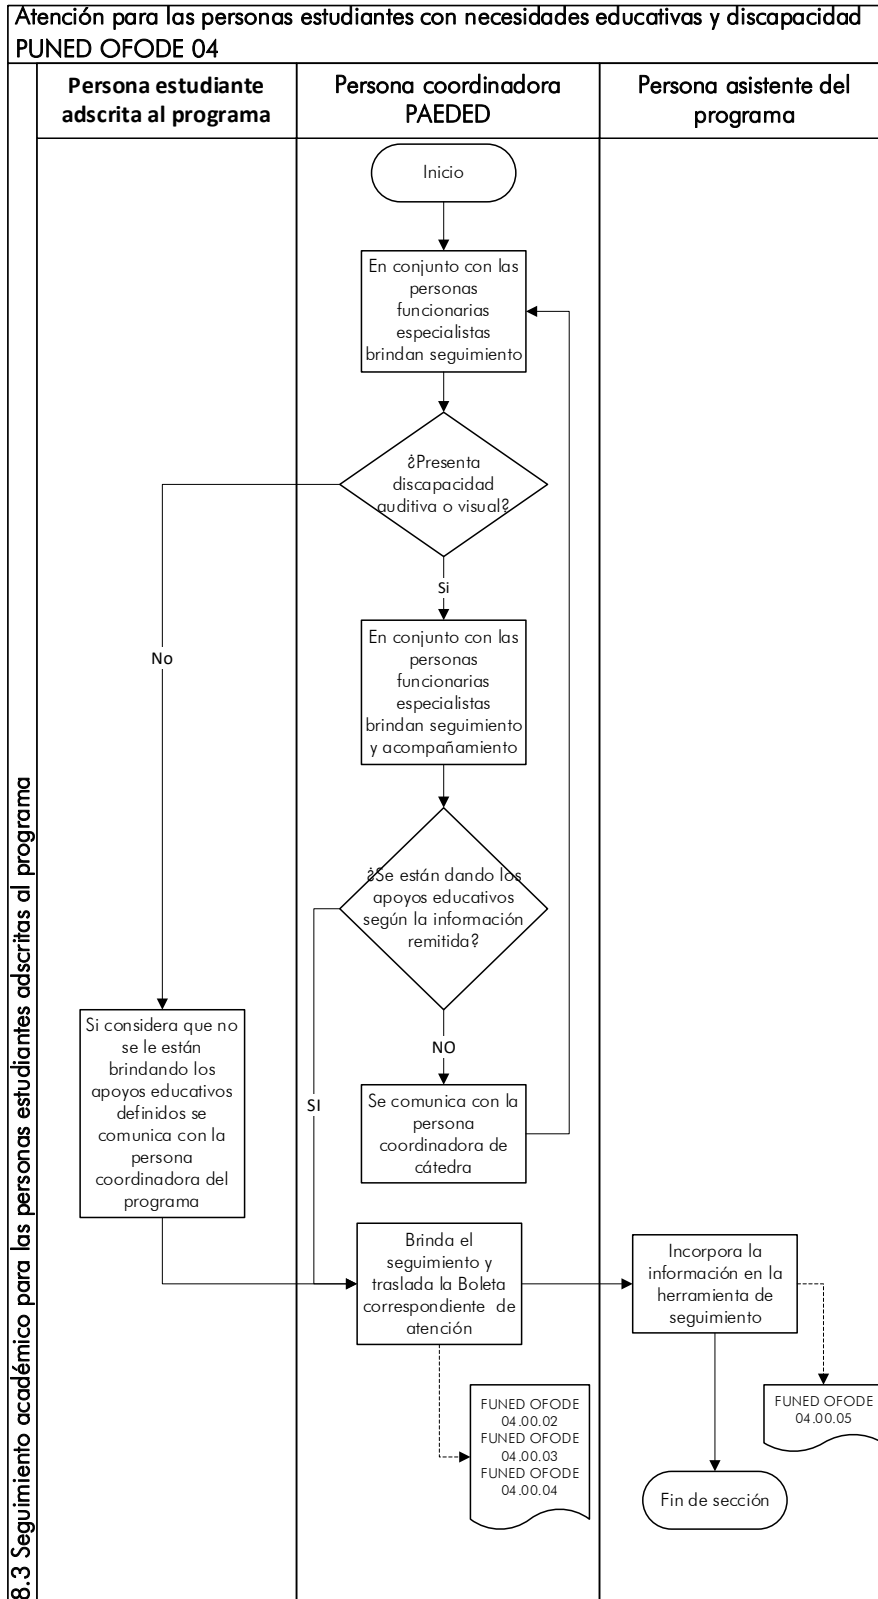 Atención para las personas estudiantes con necesidades educativas y discapacidad
PUNED OFODE 04
Persona estudiante
adscrita al programa
Persona coordinadora
PAEDED
Persona asistente del
programa
8.3 Seguimiento académico para las personas estudiantes adscritas al programa
Inicio
En conjunto con las
personas
funcionarias
especialistas
brindan seguimiento
¿Presenta
discapacidad
auditiva o visual?
Si
No
En conjunto con las
personas
funcionarias
especialistas
brindan seguimiento
y acompañamiento
¿Se están dando los
apoyos educativos
según la información
remitida?
NO
SI
Se comunica con la
persona
coordinadora de
cátedra
Si considera que no
se le están
brindando los
apoyos educativos
definidos se
comunica con la
persona
coordinadora del
programa
Brinda el
seguimiento y
traslada la Boleta
correspondiente de
atención
Incorpora la
información en la
herramienta de
seguimiento
FUNED OFODE
04.00.02
FUNED OFODE
04.00.03
FUNED OFODE
04.00.04
FUNED OFODE
04.00.05
Fin de sección